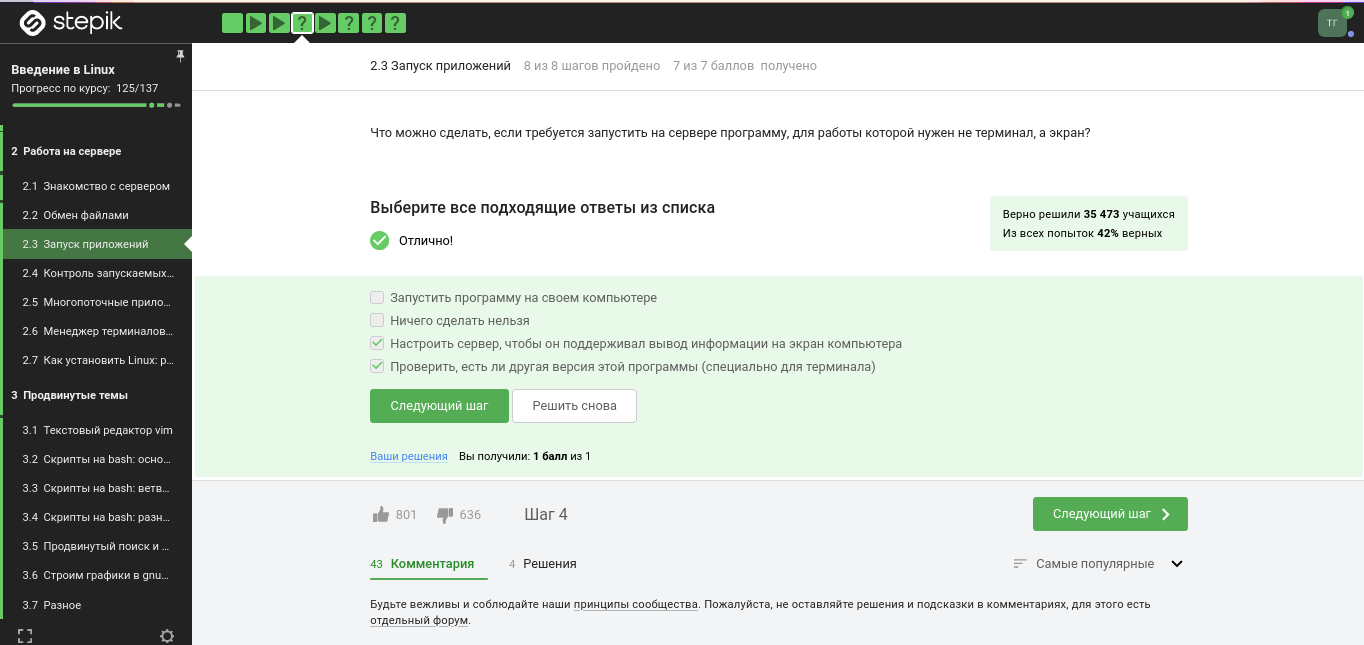 stepik
? ? ? ?
ТГ
1
Введение в Linux
Прогресс по курсу: 125/137
2 Работа на сервере
2.1 Знакомство с сервером
2.2 Обмен файлами
2.3 Запуск приложений
2.4 Контроль запускаемых...
2.5 Многопоточные прило...
2.6 Менеджер терминалов...
2.7 Как установить Linux: р...
3 Продвинутые темы
3.1 Текстовый редактор vim
3.2 Скрипты на bash: осно...
3.3 Скрипты на bash: ветв...
3.4 Скрипты на bash: разн...
3.5 Продвинутый поиск и ...
3.6 Строим графики в gnu...
3.7 Разное
2.3 Запуск приложений 8 из 8 шагов пройдено 7 из 7 баллов получено
Что можно сделать, если требуется запустить на сервере программу, для работы которой нужен не терминал, а экран?
Выберите все подходящие ответы из списка
Отлично!
Верно решили 35 473 учащихся
Из всех попыток 42% верных
Запустить программу на своем компьютере
Ничего сделать нельзя
Настроить сервер, чтобы он поддерживал вывод информации на экран компьютера
Проверить, есть ли другая версия этой программы (специально для терминала)
Следующий шаг Решить снова
Ваши решения Вы получили: 1 балл из 1
801 636 Шаг 4
Следующий шаг
43 Комментария 4 Решения
Самые популярные
Будьте вежливы и соблюдайте наши принципы сообщества. Пожалуйста, не оставляйте решения и подсказки в комментариях, для этого есть
отдельный форум.